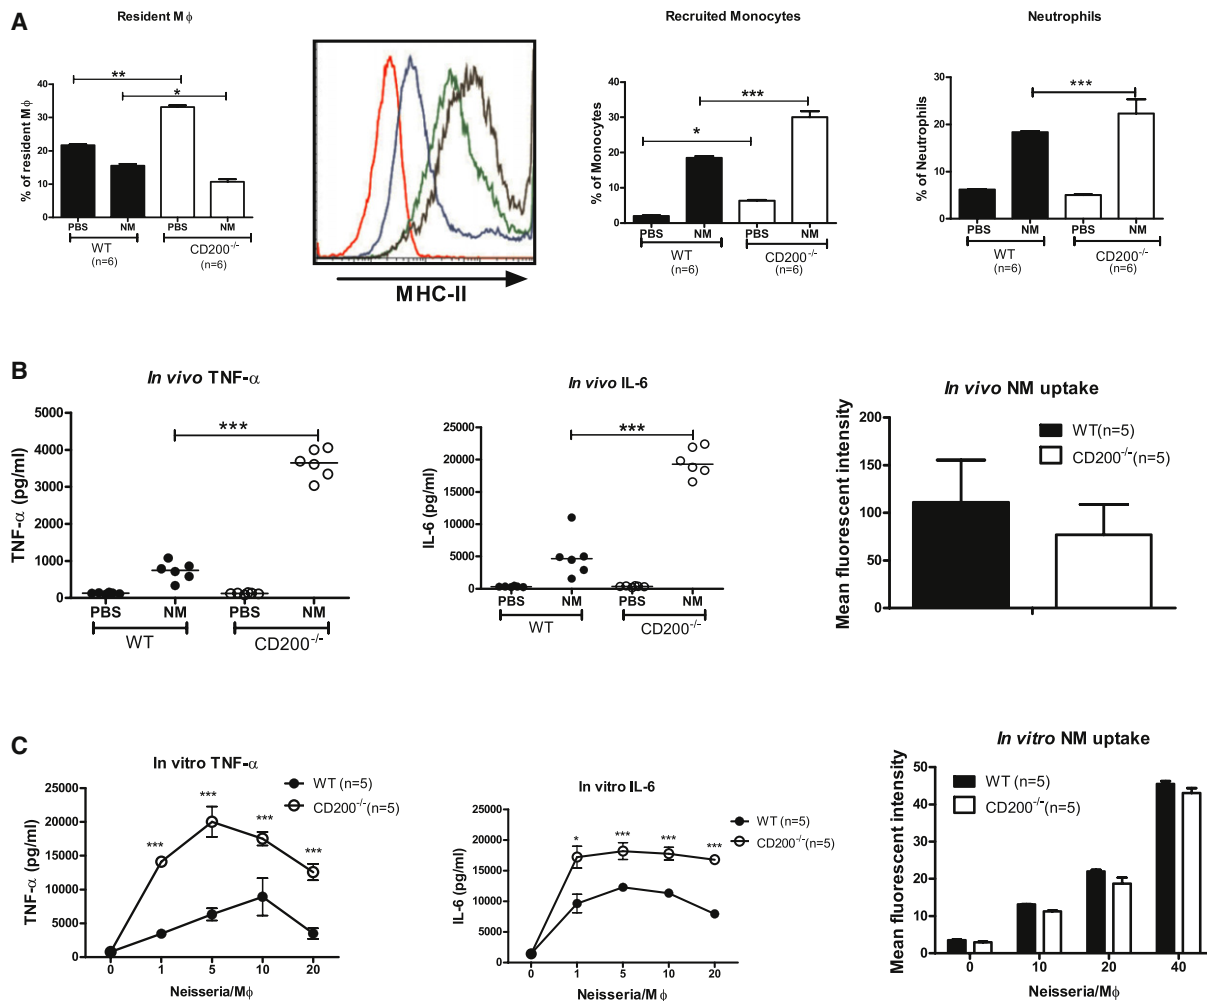 A
Resident Mϕ
% of resident Mϕ
40
30
20
10
0
**
*
PBS
NM
PBS
NM
WT
(n=6)
CD200-/-
(n=6)
MHC-II
Recruited Monocytes
% of Monocytes
40
30
20
10
0
***
*
PBS
NM
PBS
NM
WT
(n=6)
CD200-/-
(n=6)
Neutrophils
% of Neutrophils
30
20
10
0
***
PBS
NM
PBS
NM
WT
(n=6)
CD200-/-
(n=6)
B
In vivo TNF-α
TNF-α (pg/ml)
5000
4000
3000
2000
1000
0
***
PBS
NM
PBS
NM
WT
CD200-/-
In vivo IL-6
IL-6 (pg/ml)
25000
20000
15000
10000
5000
0
***
PBS
NM
PBS
NM
WT
CD200-/-
In vivo NM uptake
Mean fluorescent intensity
200
150
100
50
0
WT(n=5)
CD200-/-(n=5)
C
In vitro TNF-α
WT (n=5)
CD200-/-(n=5)
TNF-α (pg/ml)
25000
20000
15000
10000
5000
0
***
***
***
***
0
1
5
10
20
Neisseria/Mϕ
In vitro IL-6
WT (n=5)
CD200-/-(n=5)
IL-6 (pg/ml)
25000
20000
15000
10000
5000
0
*
***
***
***
0
1
5
10
20
Neisseria/Mϕ
In vitro NM uptake
WT (n=5)
CD200-/-(n=5)
Mean fluorescent intensity
50
40
30
20
10
0
0
10
20
40
Neisseria/Mϕ